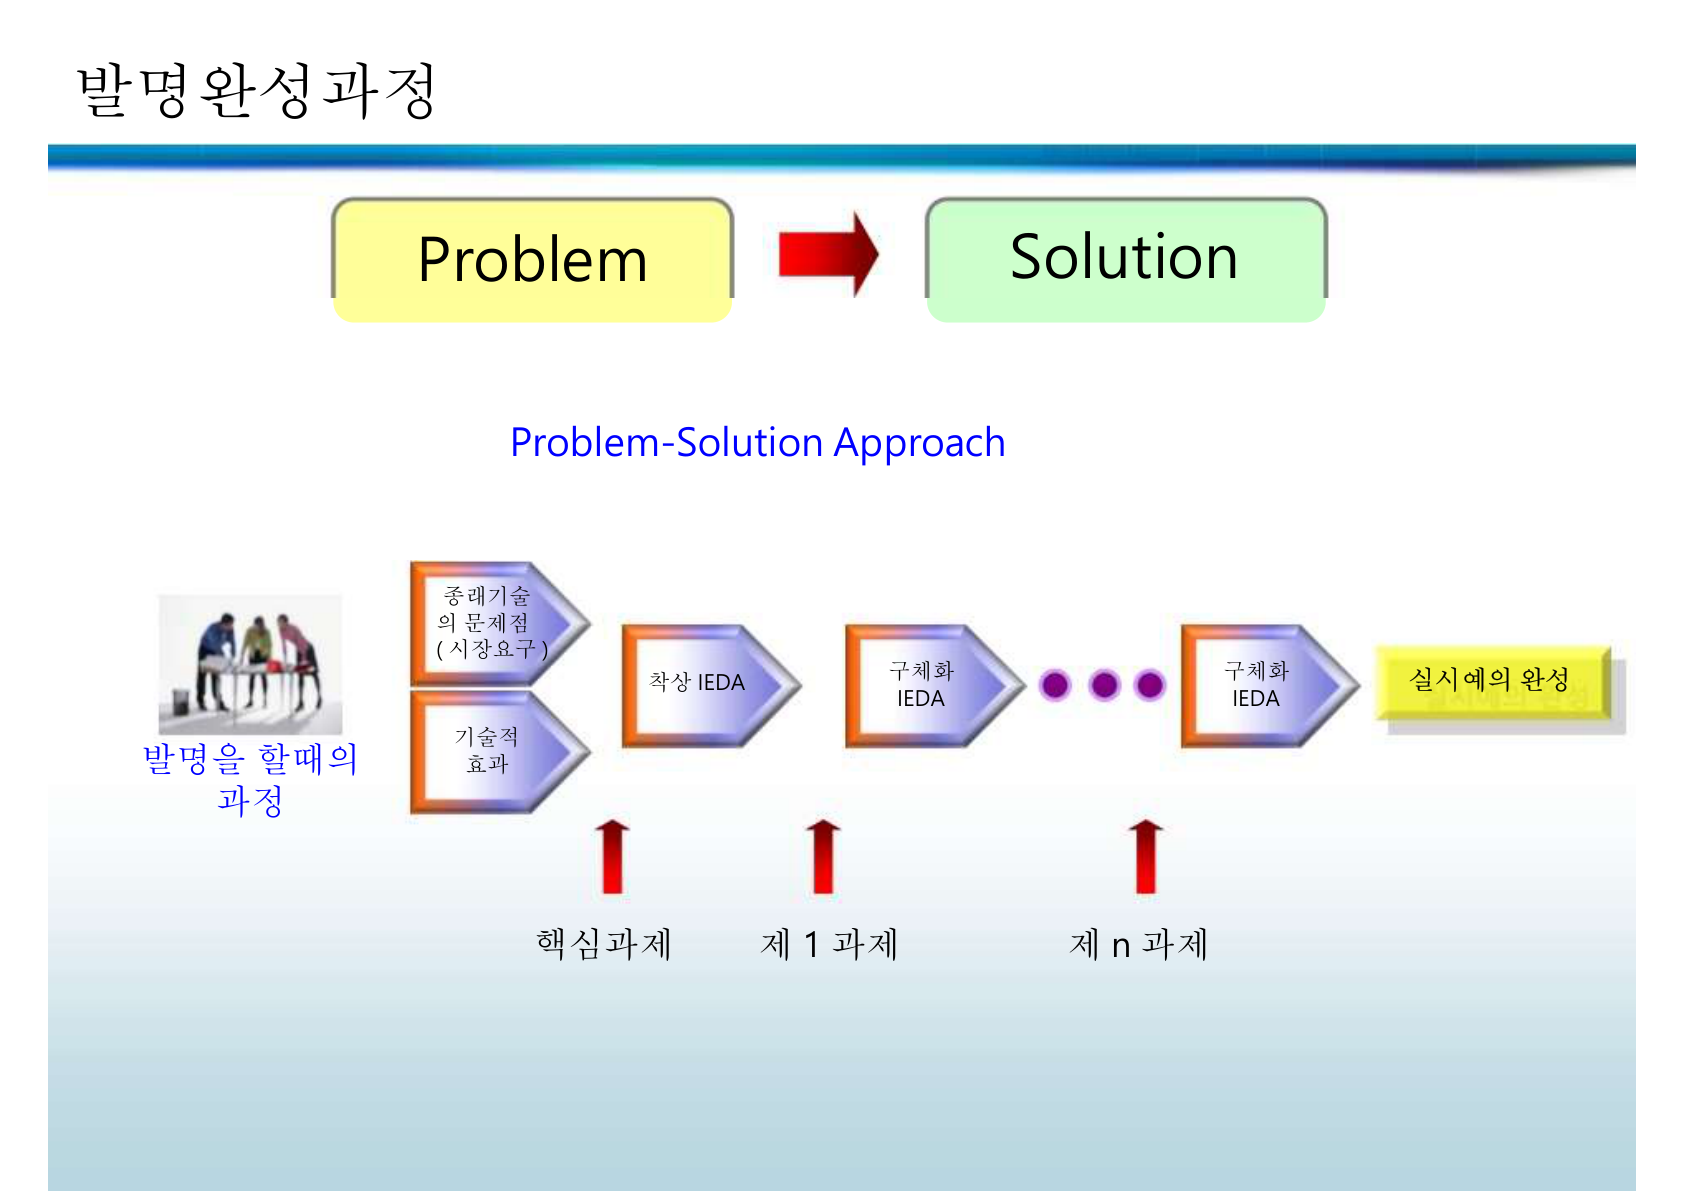 발명완성과정
Problem
Solution
Problem-Solution Approach
종래기술
의 문제점
(시장요구)
기술적
효과
착상 IEDA
구체화
IEDA
구체화
IEDA
실시예의 완성
발명을 할때의
과정
핵심과제
제 1 과제
제 n 과제